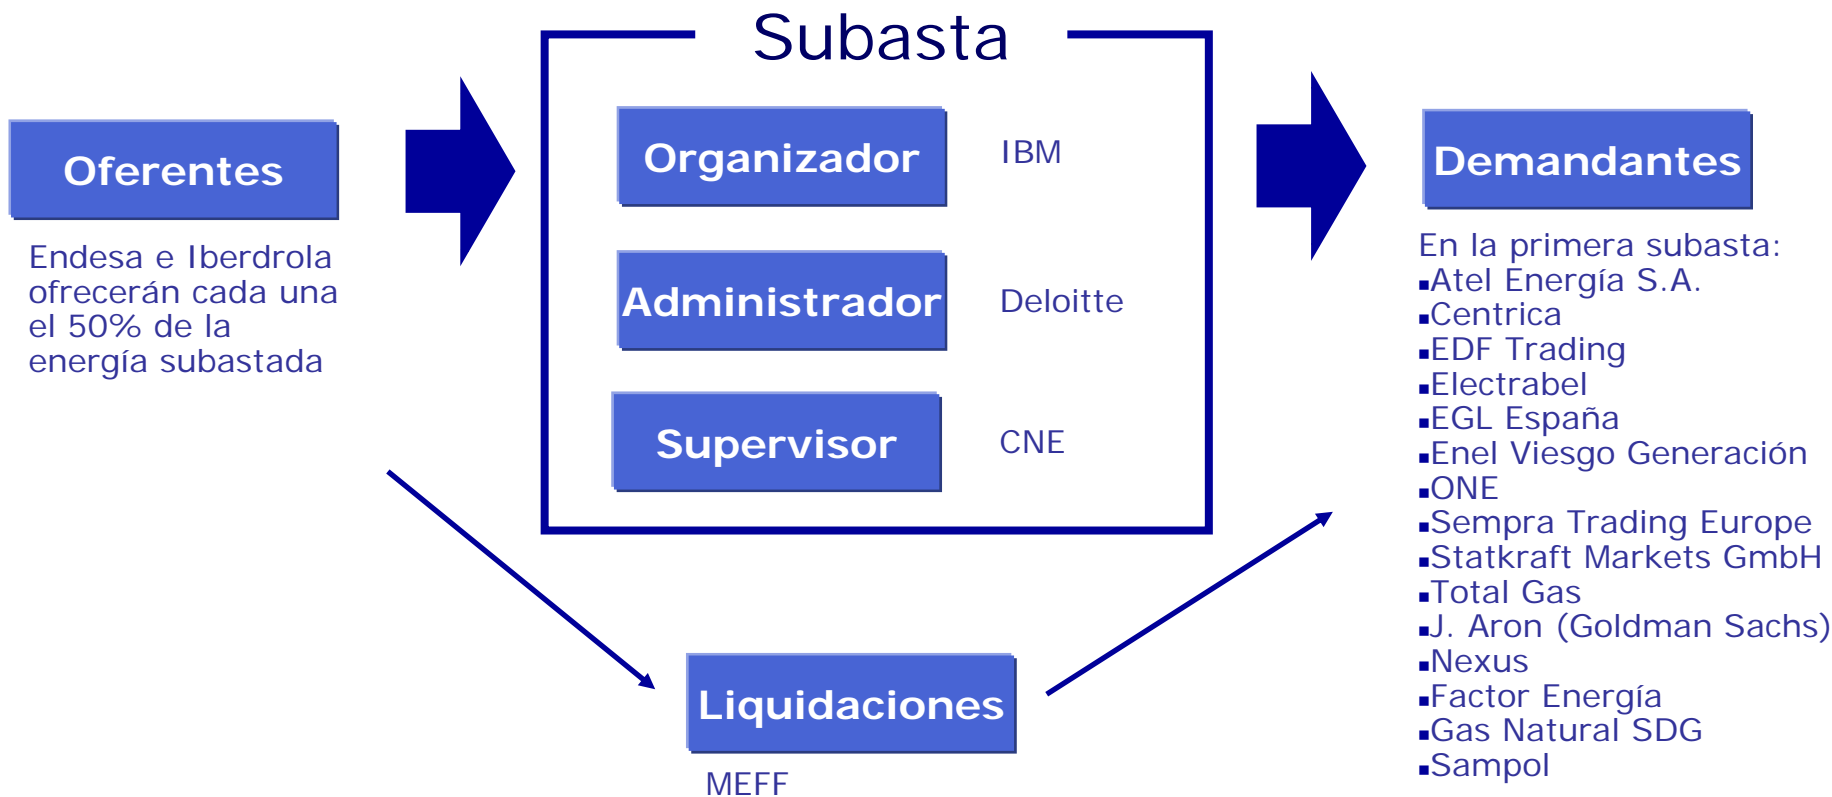 Subasta
Oferentes
Endesa e Iberdrola
ofrecerán cada una
el 50% de la
energía subastada
Organizador
IBM
Administrador
Deloitte
Supervisor
CNE
Liquidaciones
MEFF
Demandantes
En la primera subasta:
▪Atel Energía S.A.
▪Centrica
▪EDF Trading
▪Electrabel
▪EGL España
▪Enel Viesgo Generación
▪ONE
▪Sempra Trading Europe
▪Statkraft Markets GmbH
▪Total Gas
▪J. Aron (Goldman Sachs)
▪Nexus
▪Factor Energía
▪Gas Natural SDG
▪Sampol